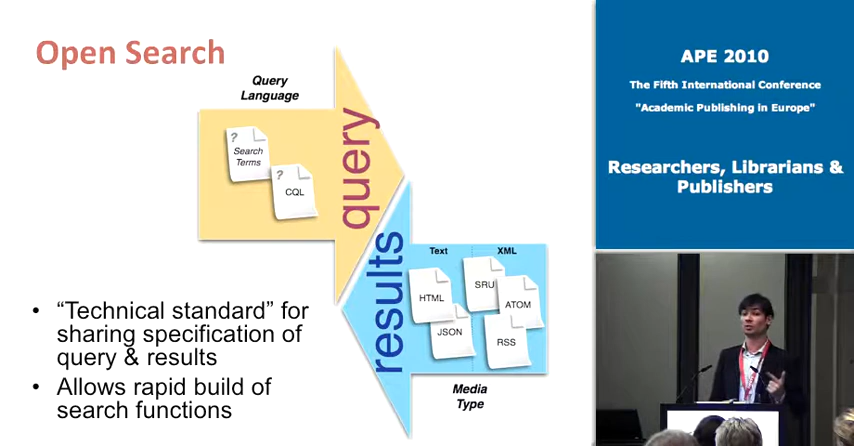 Open Search
Query
Language
?
Search
Terms
?
CQL
query
results
Text
XML
HTML
JSON
SRU
ATOM
RSS
Media
Type
• “Technical standard” for
sharing specification of
query & results
• Allows rapid build of
search functions
APE 2010
The Fifth International Conference
"Academic Publishing in Europe"
Researchers, Librarians &
Publishers